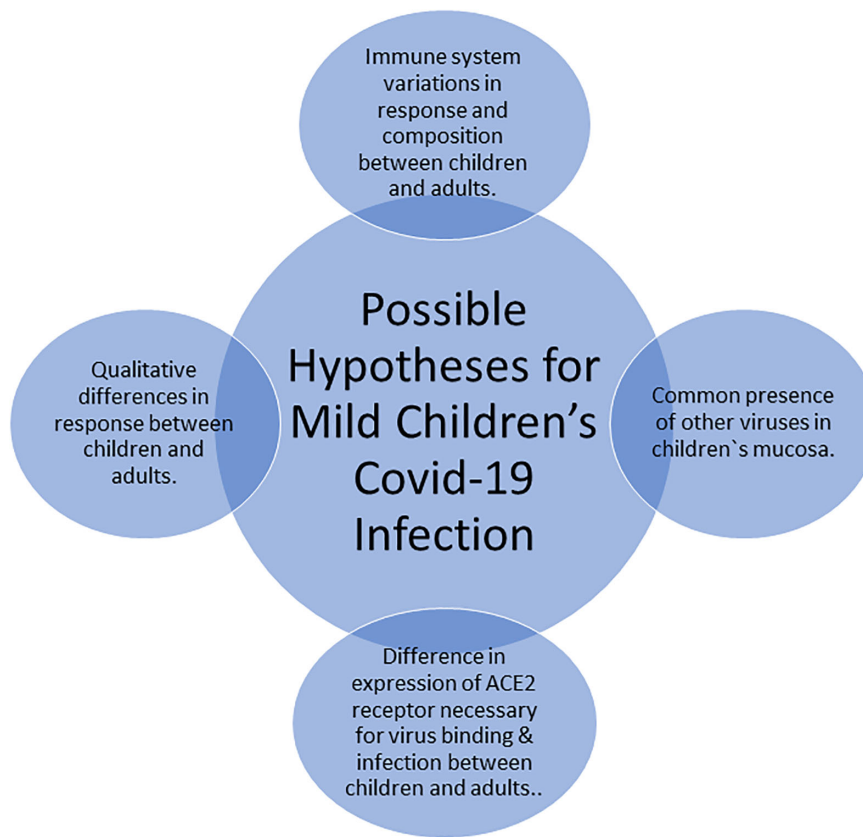 Immune system
variations in
response and
composition
between children
and adults.
Possible
Hypotheses for
Mild Children’s
Covid-19
Infection
Qualitative
differences in
response between
children and
adults.
Common presence
of other viruses in
children`s mucosa.
Difference in
expression of ACE2
receptor necessary
for virus binding &
infection between
children and adults..